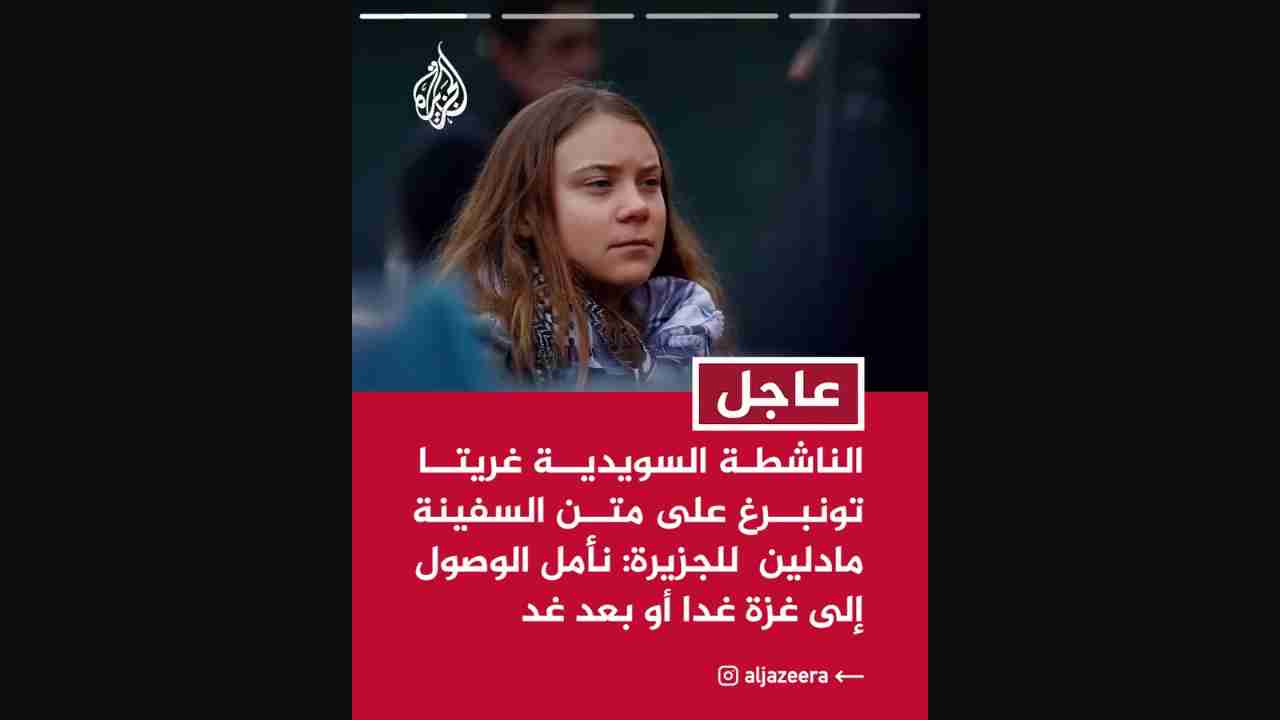 الجزيرة
عاجل
الناشطة السويدية غريتا
تونبرغ على متن السفينة
مادلين للجزيرة: نأمل الوصول
إلى غزة غدا أو بعد غد
aljazeera